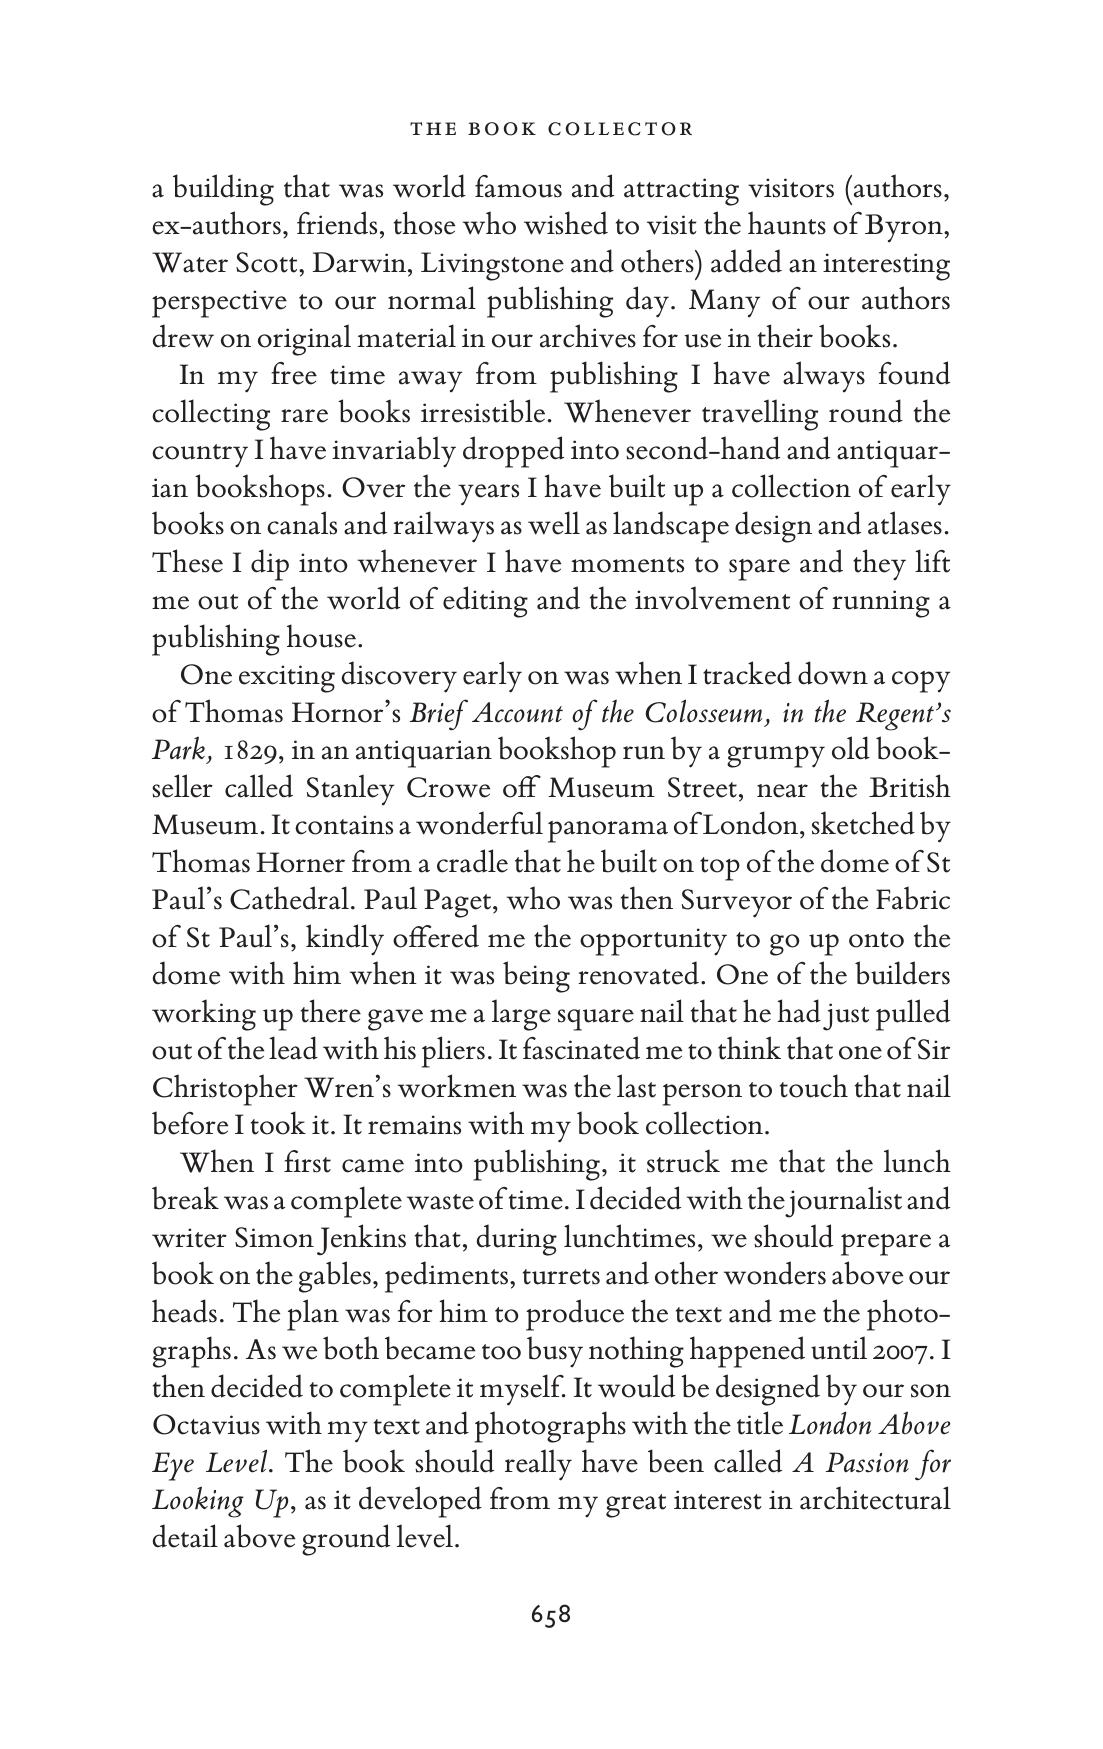 THE BOOK COLLECTOR
a building that was world famous and attracting visitors (authors,
ex-authors, friends, those who wished to visit the haunts of Byron,
Water Scott, Darwin, Livingstone and others) added an interesting
perspective to our normal publishing day. Many of our authors
drew on original material in our archives for use in their books.
In my free time away from publishing I have always found
collecting rare books irresistible. Whenever travelling round the
country I have invariably dropped into second-hand and antiquar-
ian bookshops. Over the years I have built up a collection of early
books on canals and railways as well as landscape design and atlases.
These I dip into whenever I have moments to spare and they lift
me out of the world of editing and the involvement of running a
publishing house.
One exciting discovery early on was when I tracked down a copy
of Thomas Hornor’s Brief Account of the Colosseum, in the Regent’s
Park, 1829, in an antiquarian bookshop run by a grumpy old book-
seller called Stanley Crowe off Museum Street, near the British
Museum. It contains a wonderful panorama of London, sketched by
Thomas Horner from a cradle that he built on top of the dome of St
Paul’s Cathedral. Paul Paget, who was then Surveyor of the Fabric
of St Paul’s, kindly offered me the opportunity to go up onto the
dome with him when it was being renovated. One of the builders
working up there gave me a large square nail that he had just pulled
out of the lead with his pliers. It fascinated me to think that one of Sir
Christopher Wren’s workmen was the last person to touch that nail
before I took it. It remains with my book collection.
When I first came into publishing, it struck me that the lunch
break was a complete waste of time. I decided with the journalist and
writer Simon Jenkins that, during lunchtimes, we should prepare a
book on the gables, pediments, turrets and other wonders above our
heads. The plan was for him to produce the text and me the photo-
graphs. As we both became too busy nothing happened until 2007. I
then decided to complete it myself. It would be designed by our son
Octavius with my text and photographs with the title London Above
Eye Level. The book should really have been called A Passion for
Looking Up, as it developed from my great interest in architectural
detail above ground level.
658